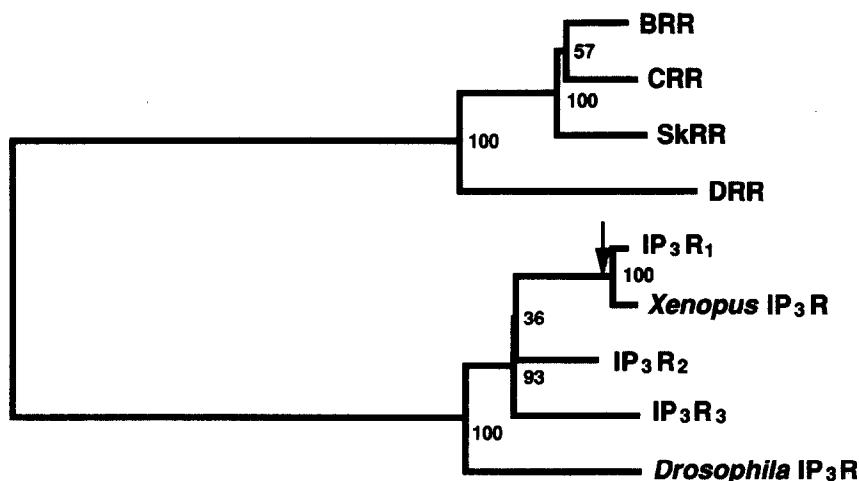 BRR
57
CRR
100
SkRR
100
DRR
IP3R1
100
Xenopus IP3R
36
IP3R2
93
IP3R3
100
Drosophila IP3R